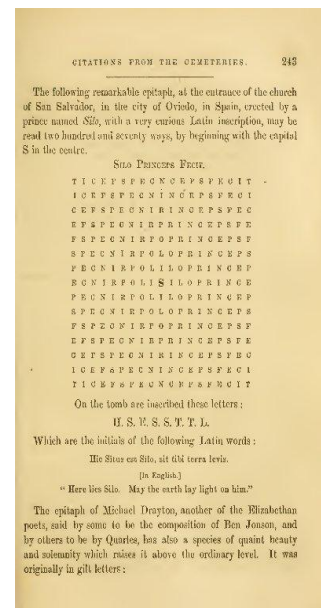 CITATIONS FROM THE CEMETERIES. 243
The following remarkable epitaph, at the entrance of the church
of San Salvador, in the city of Oviedo, in Spain, erected by a
prince named Silo, with a very curious Latin inscription, may be
read two hundred and seventy ways, by beginning with the capital
S in the centre.
SILO PRINCEPS FECIT.
T I C E F S P E C N C E P S F E C I T
I C E F S P E C N I N C E P S F E C I
C E F S P E C N I R I N C E P S F E C
E F S P E C N I R P R I N C E P S F E
F S P E C N I R P O P R I N C E P S F
S P E C N I R P O L O P R I N C E P S
P E C N I R P O L I L O P R I N C E P
E C N I R P O L I S I L O P R I N C E
P E C N I R P O L I L O P R I N C E P
S P E C N I R P O L O P R I N C E P S
F S P E C N I R P O P R I N C E P S F
E F S P E C N I R P R I N C E P S F E
C E F S P E C N I R I N C E P S F E C
I C E F S P E C N I N C E P S F E C I
T I C E F S P E C N C E P S F E C I T
On the tomb are inscribed these letters:
H. S. E. S. S. T. T. L.
Which are the initials of the following Latin words:
Hic Situs est Silo, sit tibi terra levis.
[In English.]
"Here lies Silo. May the earth lay light on him."
The epitaph of Michael Drayton, another of the Elizabethan
poets, said by some to be the composition of Ben Jonson, and
by others to be by Quarles, has also a species of quaint beauty
and solemnity which raises it above the ordinary level. It was
originally in gilt letters: